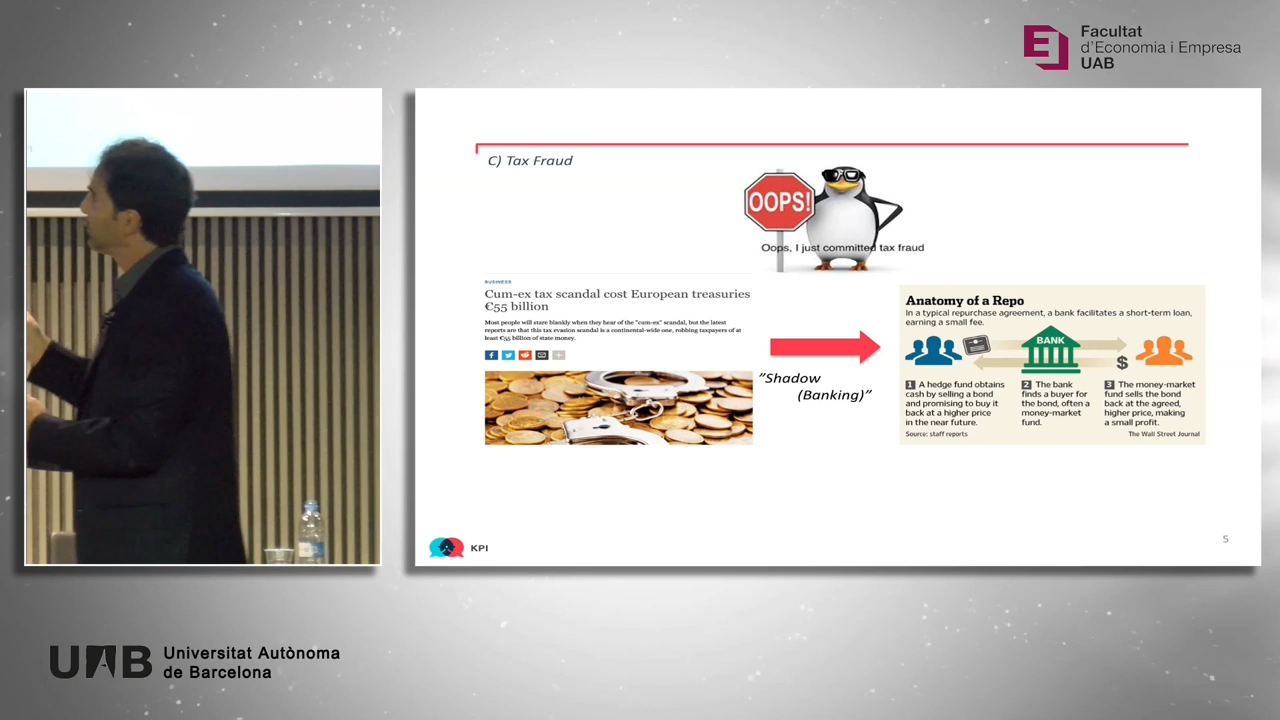 Facultat
d'Economia i Empresa
UAB
C) Tax Fraud
OOPS!
Oops, I just committed tax fraud
BUSINESS
Cum-ex tax scandal cost European treasuries
€55 billion
Most people will stare blankly when they hear of the "cum-ex" scandal, but the latest
reports are that this tax evasion scandal is a continental-wide one, robbing taxpayers of at
least €55 billion of state money.
"Shadow
(Banking)"
Anatomy of a Repo
In a typical repurchase agreement, a bank facilitates a short-term loan,
earning a small fee.
BANK
$
1 A hedge fund obtains
cash by selling a bond
and promising to buy it
back at a higher price
in the near future.
2 The bank
finds a buyer for
the bond, often a
money-market
fund.
3 The money-market
fund sells the bond
back at the agreed,
higher price, making
a small profit.
Source: staff reports
The Wall Street Journal
KPI
5
UAB
Universitat Autònoma
de Barcelona